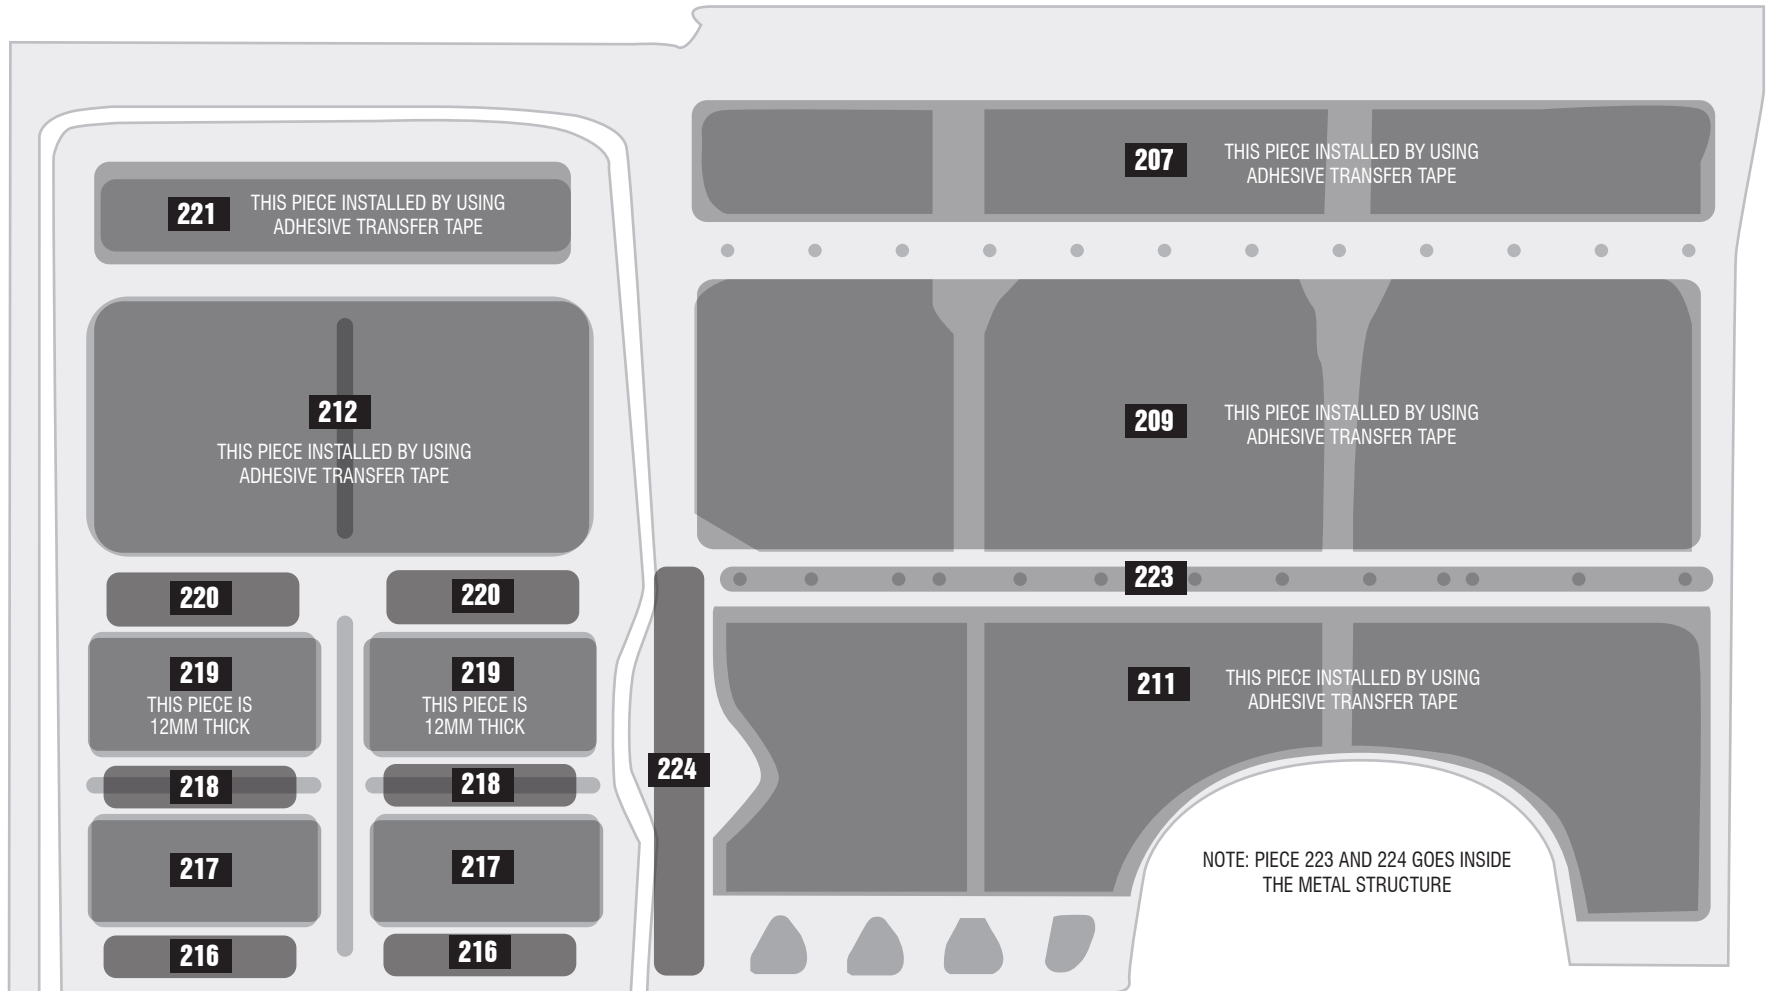 207
THIS PIECE INSTALLED BY USING
ADHESIVE TRANSFER TAPE
221
THIS PIECE INSTALLED BY USING
ADHESIVE TRANSFER TAPE
212
THIS PIECE INSTALLED BY USING
ADHESIVE TRANSFER TAPE
209
THIS PIECE INSTALLED BY USING
ADHESIVE TRANSFER TAPE
223
220
220
219
THIS PIECE IS
12MM THICK
219
THIS PIECE IS
12MM THICK
211
THIS PIECE INSTALLED BY USING
ADHESIVE TRANSFER TAPE
224
218
218
217
217
NOTE: PIECE 223 AND 224 GOES INSIDE
THE METAL STRUCTURE
216
216